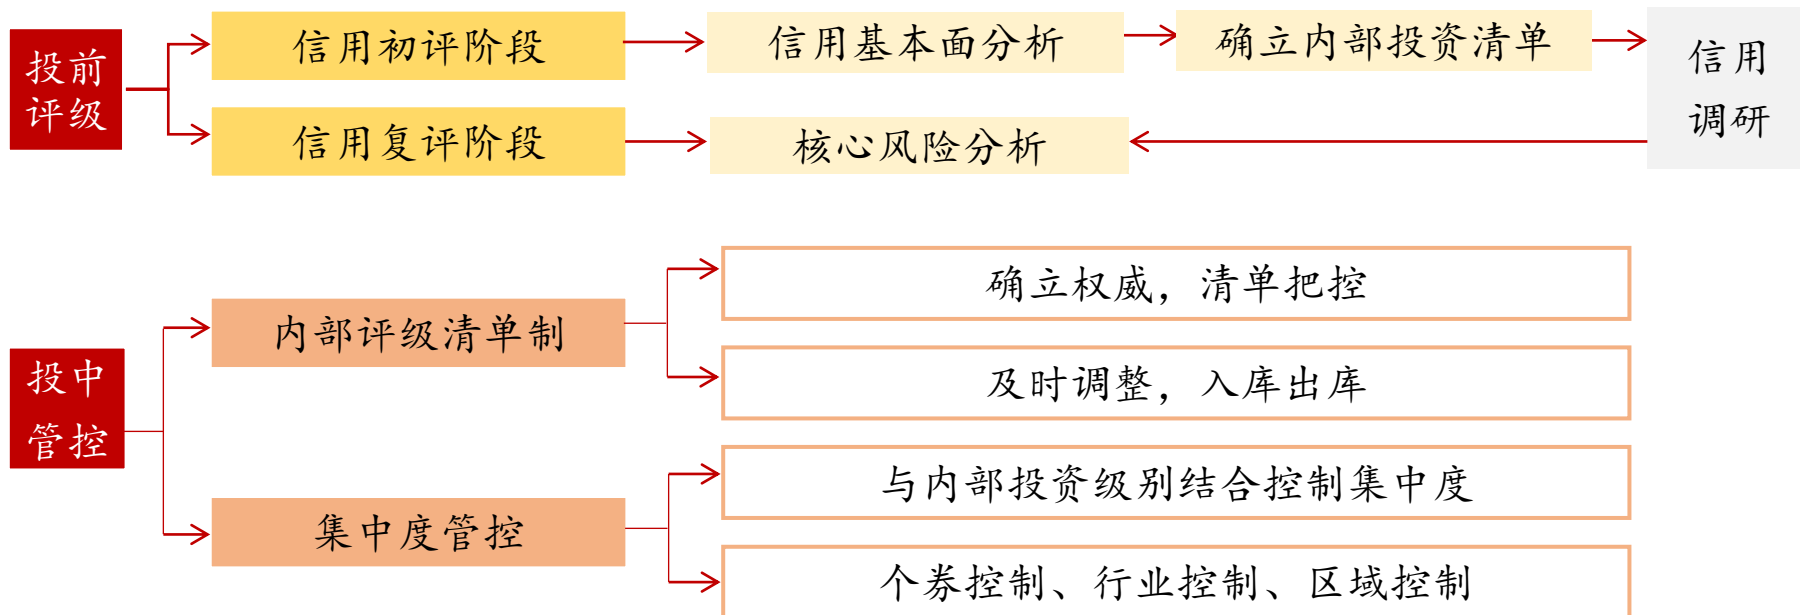 投前
评级
信用初评阶段
信用基本面分析
确立内部投资清单
信用
调研
信用复评阶段
核心风险分析
投中
管控
内部评级清单制
确立权威，清单把控
及时调整，入库出库
集中度管控
与内部投资级别结合控制集中度
个券控制、行业控制、区域控制